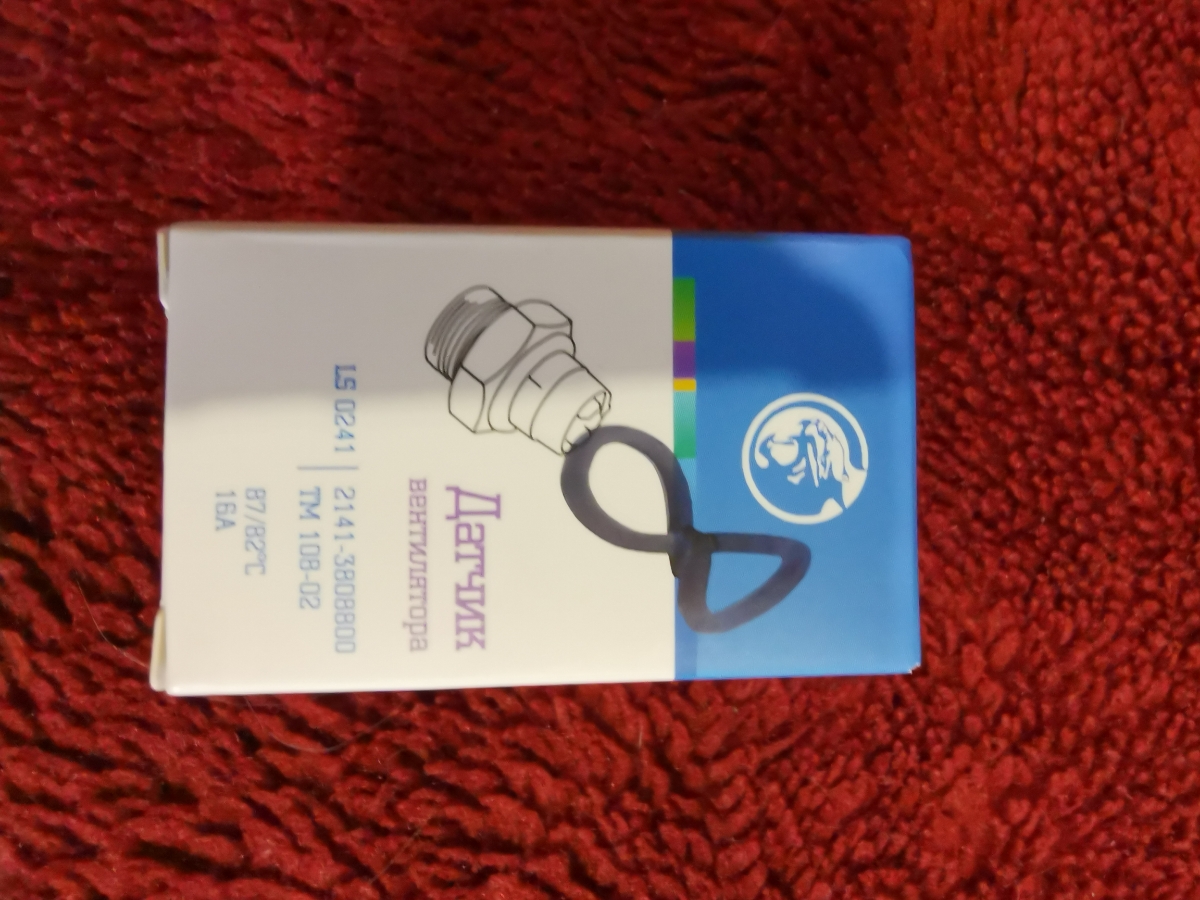 Датчик
вентилятора
LS 0241 | 2141-3808800
ТМ 108-02
87/82°C
16A